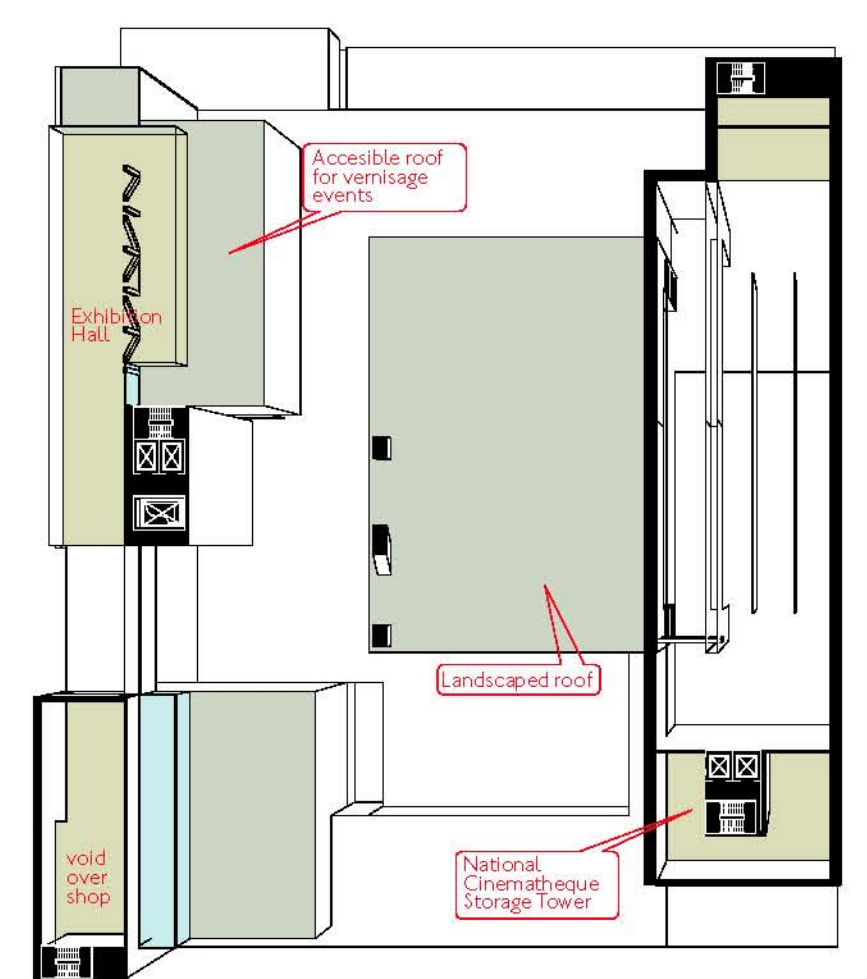 Accesible roof
for vernisage
events
Exhibition
Hall
Landscaped roof
void
over
shop
National
Cinematheque
Storage Tower